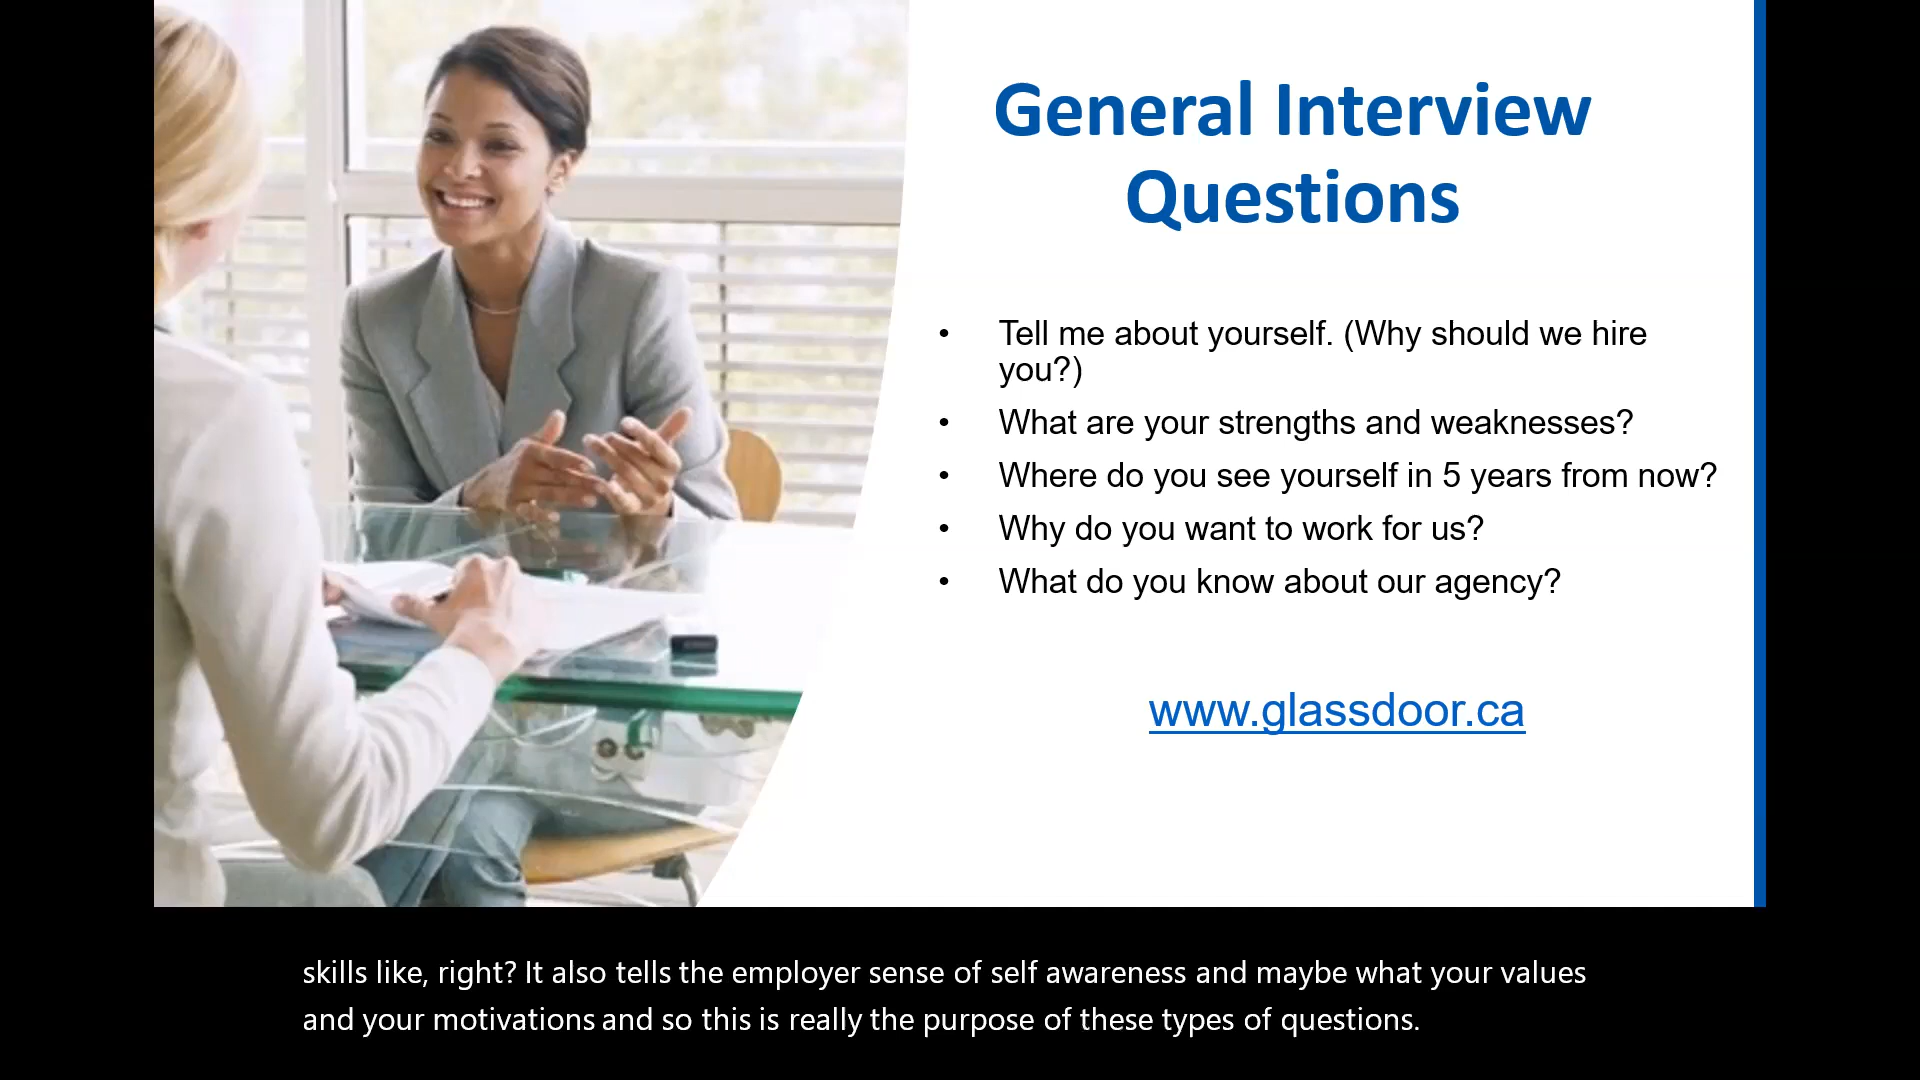 General Interview
Questions
• Tell me about yourself. (Why should we hire
you?)
• What are your strengths and weaknesses?
• Where do you see yourself in 5 years from now?
• Why do you want to work for us?
• What do you know about our agency?
www.glassdoor.ca
skills like, right? It also tells the employer sense of self awareness and maybe what your values
and your motivations and so this is really the purpose of these types of questions.